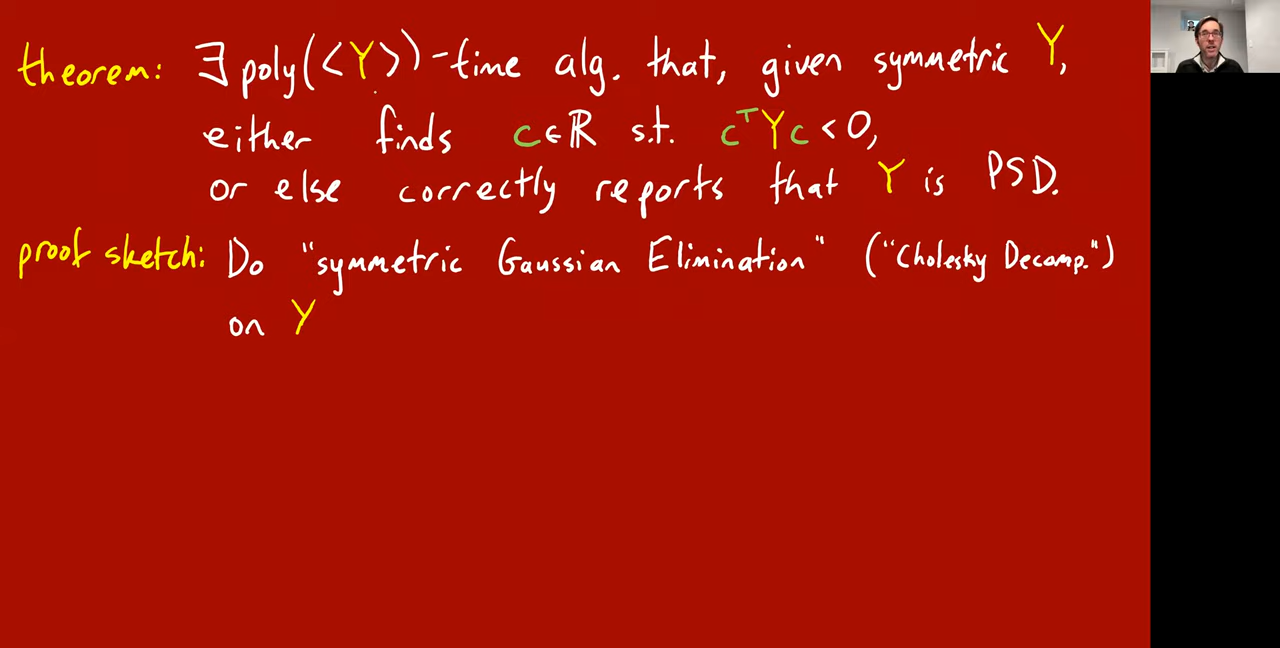 theorem: ∃ poly(<Y>)-time alg. that, given symmetric Y,
either finds c∈ℝ s.t. cᵀYc < 0,
or else correctly reports that Y is PSD.
proof sketch: Do "symmetric Gaussian Elimination" ("Cholesky Decomp.")
on Y